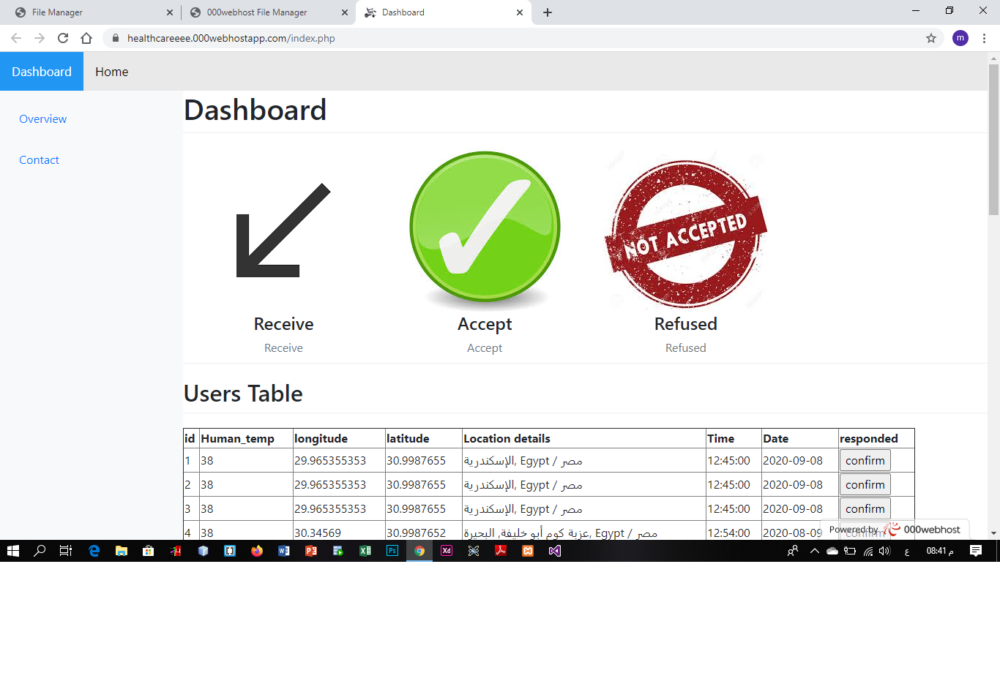 File Manager
000webhost File Manager
Dashboard
healthcareeee.000webhostapp.com/index.php
m
Dashboard
Home
Overview
Contact
Dashboard
NOT ACCEPTED
Receive
Accept
Refused
Receive
Accept
Refused
Users Table
id Human_temp longitude latitude Location details Time Date responded
1 38 29.965355353 30.9987655 الإسكندرية, Egypt / مصر 12:45:00 2020-09-08 confirm
2 38 29.965355353 30.9987655 الإسكندرية, Egypt / مصر 12:45:00 2020-09-08 confirm
3 38 29.965355353 30.9987655 الإسكندرية, Egypt / مصر 12:45:00 2020-09-08 confirm
4 38 30.34569 30.9987652 عزبة كوم أبو خليفة, البحيرة, Egypt / مصر 12:54:00 2020-08-09 confirm
Powered by 000webhost
Ps
Xd
ع
08:41 م